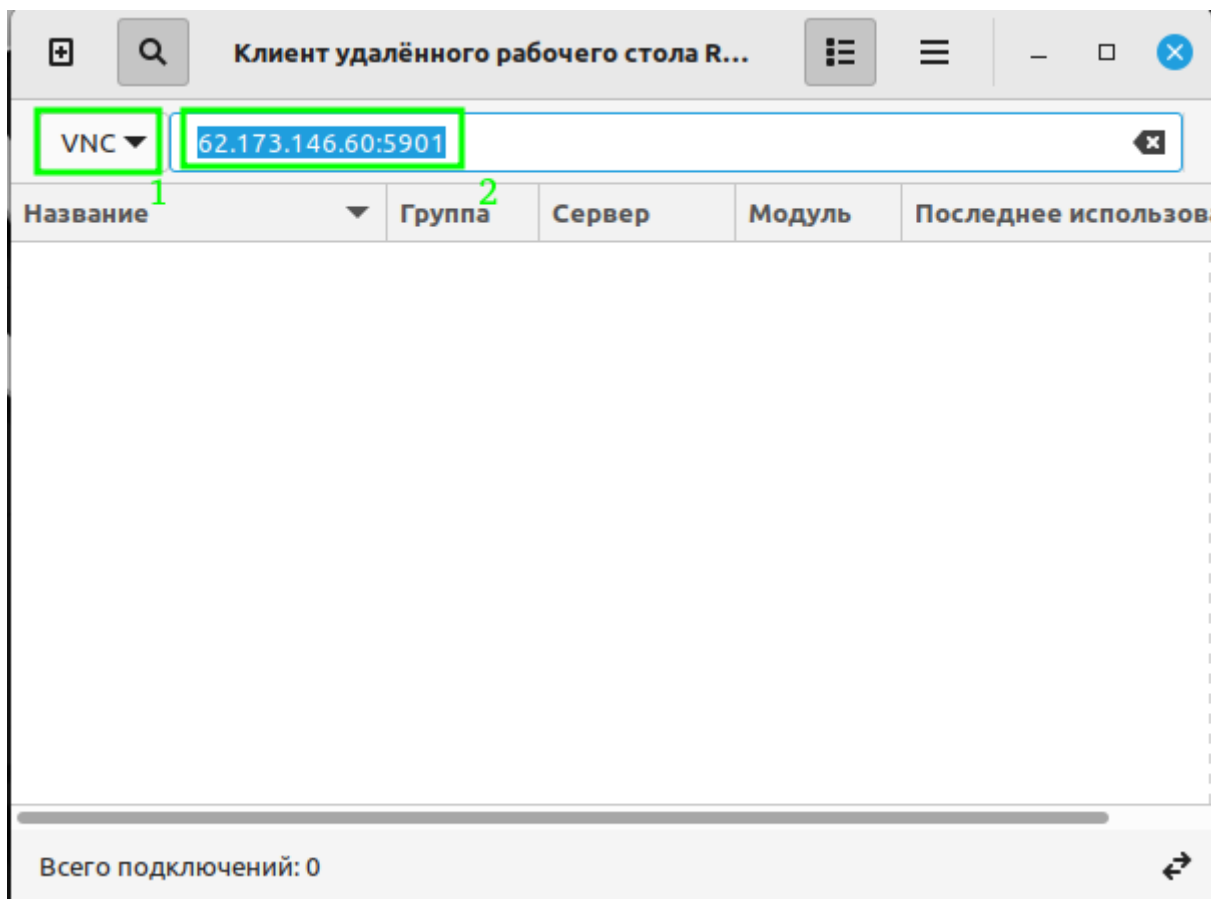 Клиент удалённого рабочего стола R...
VNC 62.173.146.60:5901
1 2
Название Группа Сервер Модуль Последнее использова
Всего подключений: 0